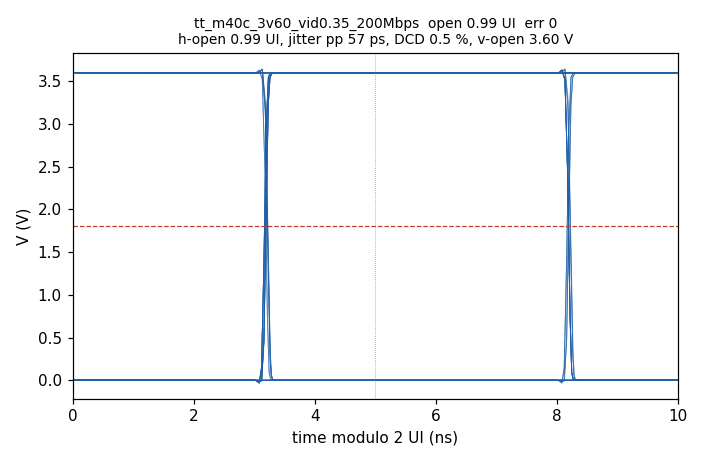 tt_m40c_3v60_vid0.35_200Mbps  open 0.99 UI  err 0
h-open 0.99 UI, jitter pp 57 ps, DCD 0.5 %, v-open 3.60 V
V (V)
3.5
3.0
2.5
2.0
1.5
1.0
0.5
0.0
0 2 4 6 8 10
time modulo 2 UI (ns)